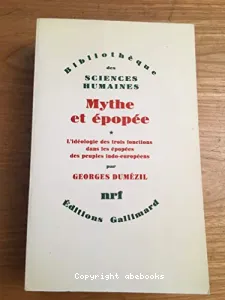 Bibliothèque
des
SCIENCES
HUMAINES
Mythe
et épopée
*
L'idéologie des trois fonctions
dans les épopées
des peuples indo-européens
par
GEORGES DUMÉZIL
nrf
Éditions Gallimard
Copyright abebooks